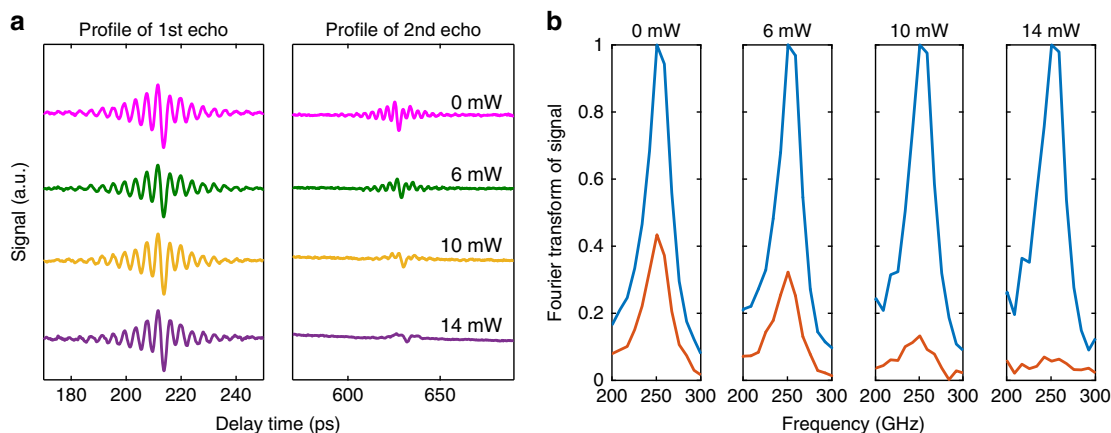 a
Profile of 1st echo
Profile of 2nd echo
0 mW
6 mW
10 mW
14 mW
Signal (a.u.)
180 200 220 240
600 650
Delay time (ps)
b
0 mW 6 mW 10 mW 14 mW
Fourier transform of signal
1
0.8
0.6
0.4
0.2
0
200 250 300 200 250 300 200 250 300 200 250 300
Frequency (GHz)